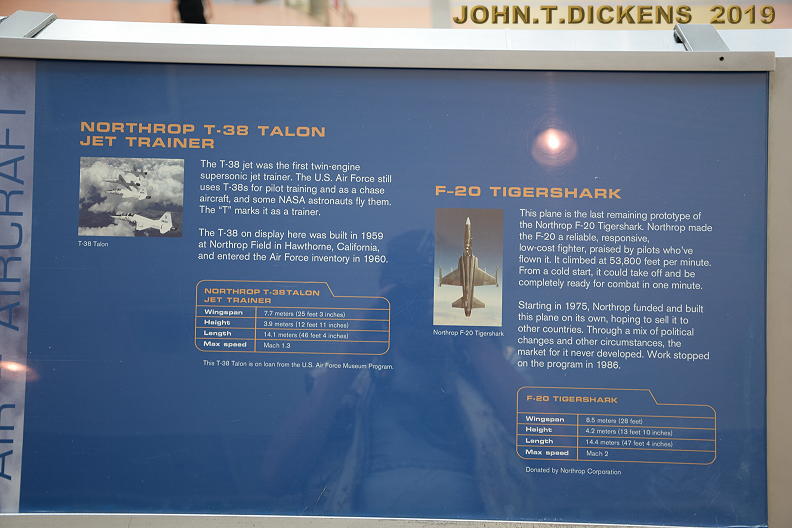 JOHN.T.DICKENS 2019
AIR AIRCRAFT
NORTHROP T-38 TALON
JET TRAINER
T-38 Talon
The T-38 jet was the first twin-engine
supersonic jet trainer. The U.S. Air Force still
uses T-38s for pilot training and as a chase
aircraft, and some NASA astronauts fly them.
The "T" marks it as a trainer.
The T-38 on display here was built in 1959
at Northrop Field in Hawthorne, California,
and entered the Air Force inventory in 1960.
NORTHROP T-38 TALON
JET TRAINER
Wingspan 7.7 meters (25 feet 3 inches)
Height 3.9 meters (12 feet 11 inches)
Length 14.1 meters (46 feet 4 inches)
Max speed Mach 1.3
This T-38 Talon is on loan from the U.S. Air Force Museum Program.
F-20 TIGERSHARK
Northrop F-20 Tigershark
This plane is the last remaining prototype of
the Northrop F-20 Tigershark. Northrop made
the F-20 a reliable, responsive,
low-cost fighter, praised by pilots who've
flown it. It climbed at 53,800 feet per minute.
From a cold start, it could take off and be
completely ready for combat in one minute.
Starting in 1975, Northrop funded and built
this plane on its own, hoping to sell it to
other countries. Through a mix of political
changes and other circumstances, the
market for it never developed. Work stopped
on the program in 1986.
F-20 TIGERSHARK
Wingspan 8.5 meters (28 feet)
Height 4.2 meters (13 feet 10 inches)
Length 14.4 meters (47 feet 4 inches)
Max speed Mach 2
Donated by Northrop Corporation